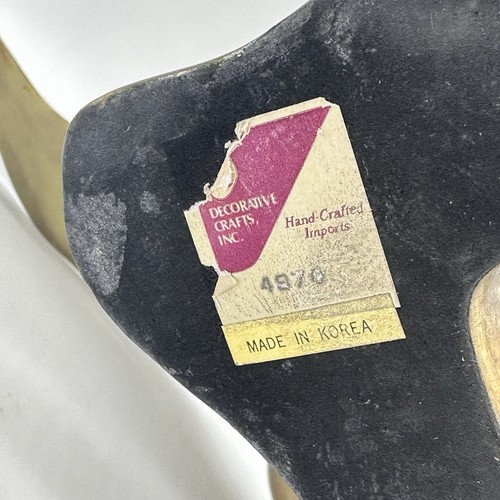 DECORATIVE
CRAFTS,
INC.
Hand-Crafted
Imports
4970
MADE IN KOREA